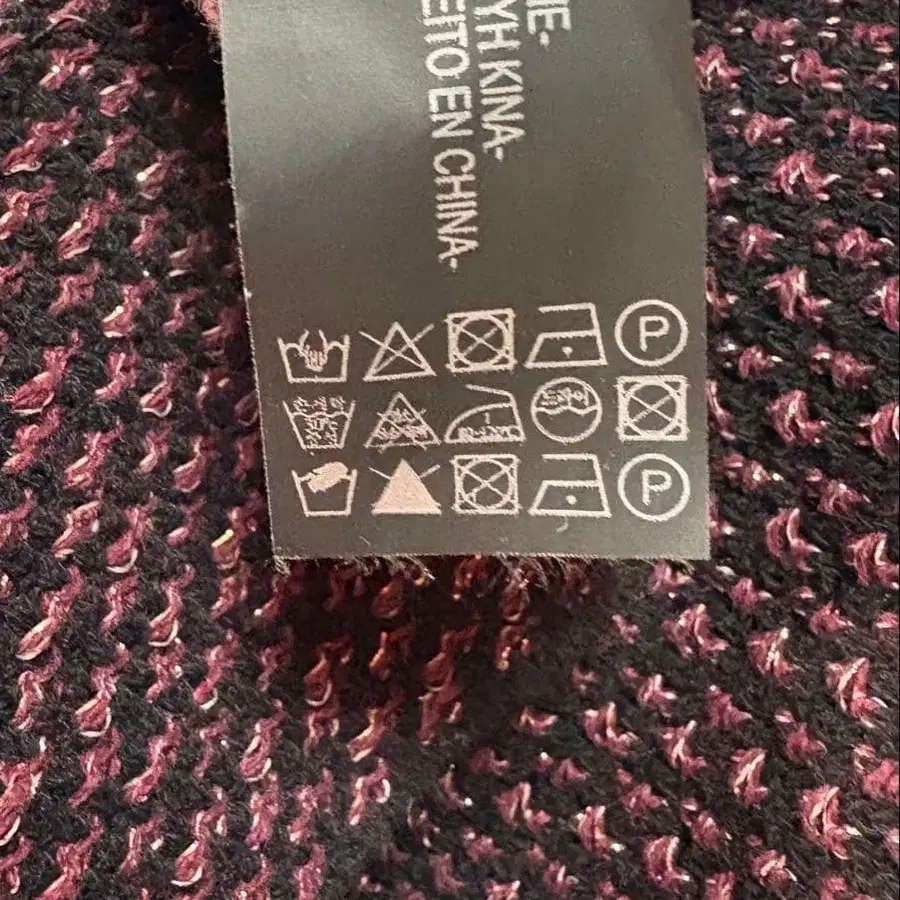 IE-
YH KINA-
EITO EN CHINA-
P
P